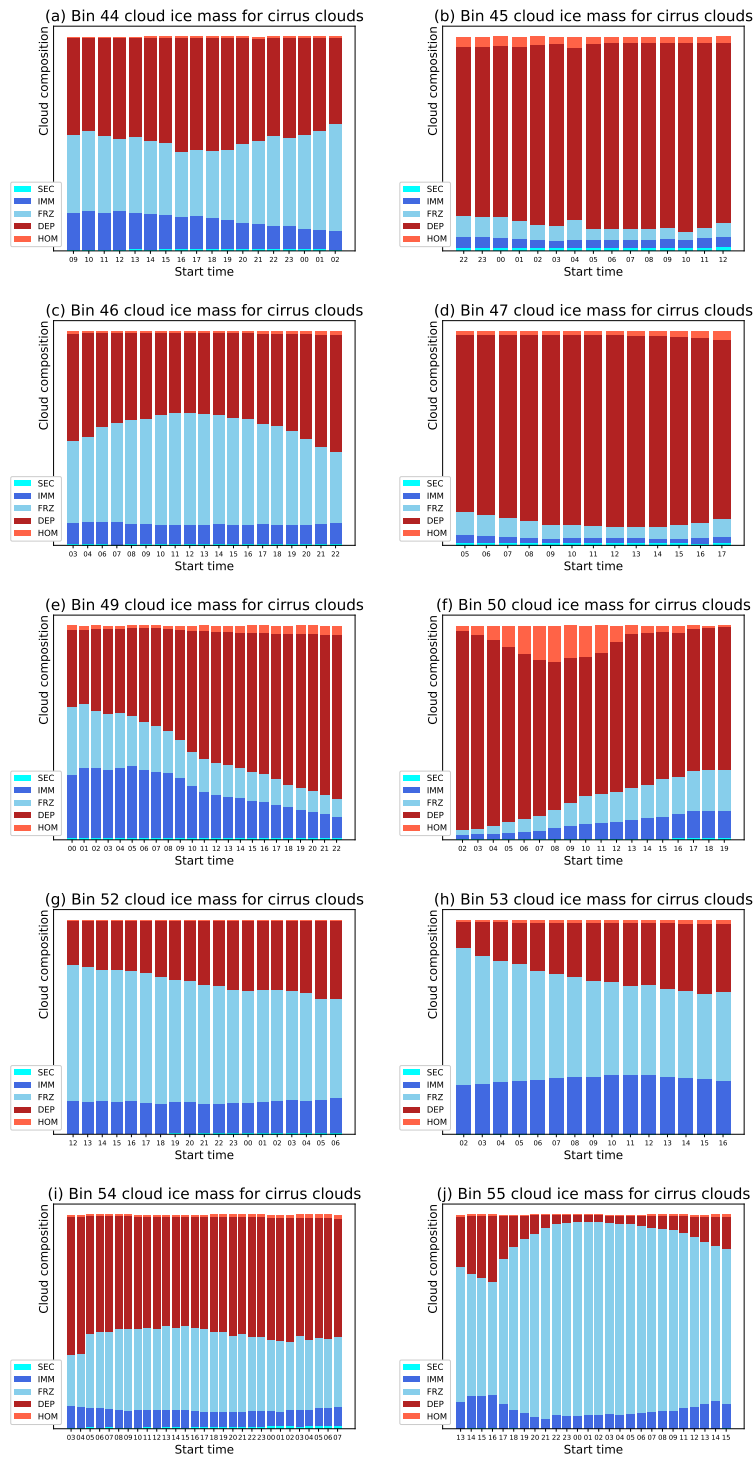 (a) Bin 44 cloud ice mass for cirrus clouds
Cloud composition
SEC
IMM
FRZ
DEP
HOM
09 10 11 12 13 14 15 16 17 18 19 20 21 22 23 00 01 02
Start time
(b) Bin 45 cloud ice mass for cirrus clouds
Cloud composition
SEC
IMM
FRZ
DEP
HOM
22 23 00 01 02 03 04 05 06 07 08 09 10 11 12
Start time
(c) Bin 46 cloud ice mass for cirrus clouds
Cloud composition
SEC
IMM
FRZ
DEP
HOM
03 04 06 07 08 09 10 11 12 13 14 15 16 17 18 19 20 21 22
Start time
(d) Bin 47 cloud ice mass for cirrus clouds
Cloud composition
SEC
IMM
FRZ
DEP
HOM
05 06 07 08 09 10 11 12 13 14 15 16 17
Start time
(e) Bin 49 cloud ice mass for cirrus clouds
Cloud composition
SEC
IMM
FRZ
DEP
HOM
00 01 02 03 04 05 06 07 08 09 10 11 12 13 14 15 16 17 18 19 20 21 22
Start time
(f) Bin 50 cloud ice mass for cirrus clouds
Cloud composition
SEC
IMM
FRZ
DEP
HOM
02 03 04 05 06 07 08 09 10 11 12 13 14 15 16 17 18 19
Start time
(g) Bin 52 cloud ice mass for cirrus clouds
Cloud composition
SEC
IMM
FRZ
DEP
HOM
12 13 14 15 16 17 18 19 20 21 22 23 00 01 02 03 04 05 06
Start time
(h) Bin 53 cloud ice mass for cirrus clouds
Cloud composition
SEC
IMM
FRZ
DEP
HOM
02 03 04 05 06 07 08 09 10 11 12 13 14 15 16
Start time
(i) Bin 54 cloud ice mass for cirrus clouds
Cloud composition
SEC
IMM
FRZ
DEP
HOM
03 04 05 06 07 08 09 10 11 12 13 14 15 16 17 18 19 20 21 22 23 00 01 02 03 04 05 06 07
Start time
(j) Bin 55 cloud ice mass for cirrus clouds
Cloud composition
SEC
IMM
FRZ
DEP
HOM
13 14 15 16 17 18 19 20 21 22 23 00 01 02 03 04 05 06 07 08 09 10 11 12 13 14 15
Start time